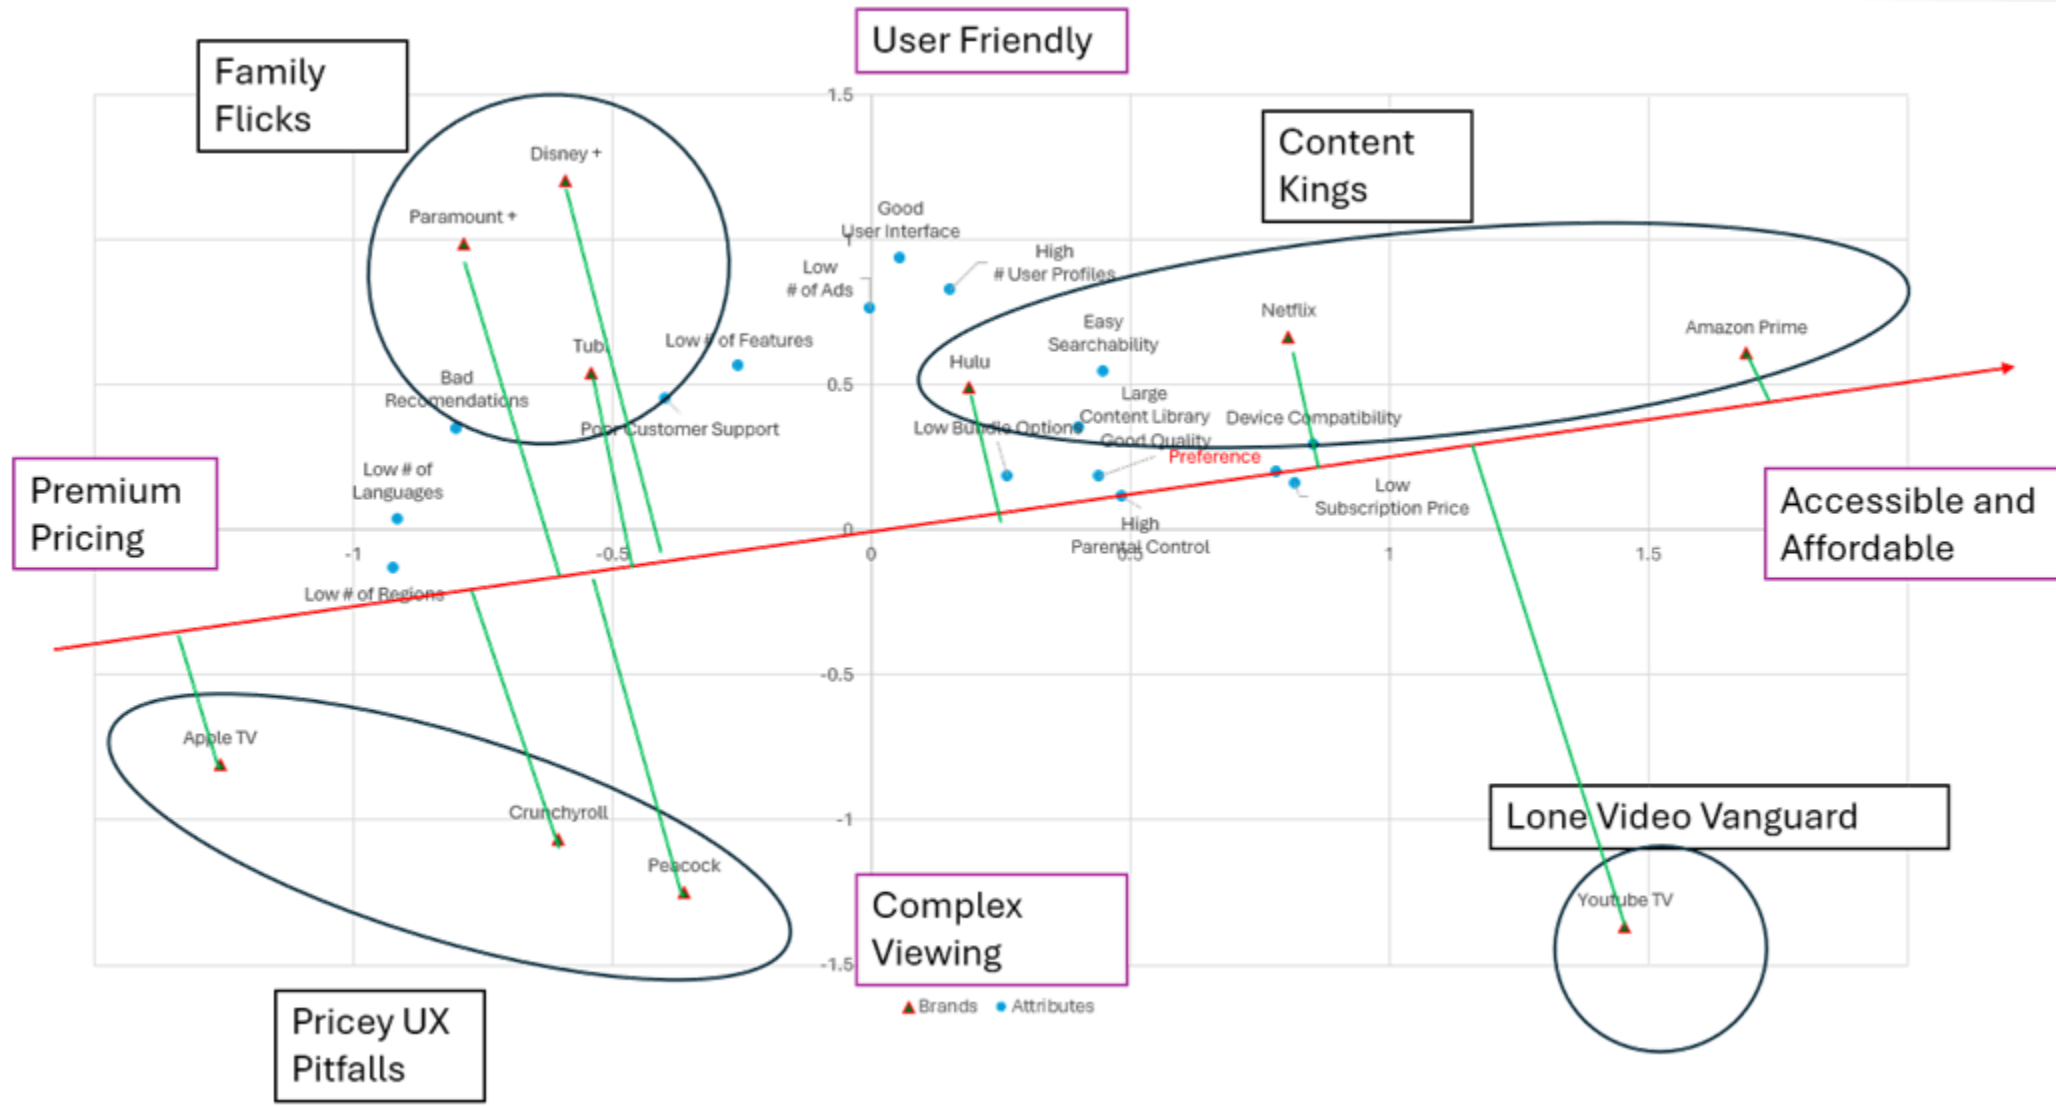 User Friendly
Family
Flicks
1.5
Content
Kings
Disney +
Paramount +
Good
User Interface
1
High
# User Profiles
Low
# of Ads
Netflix
Easy
Searchability
Amazon Prime
Low # of Features
Hulu
Bad
Recomendations
0.5
Large
Content Library
Device Compatibility
Poor Customer Support
Low Bundle Options
Good Quality
Preference
Low # of
Languages
Premium
Pricing
Low
Subscription Price
Accessible and
Affordable
0
High
Parental Control
-1
-0.5
0
0.5
1
1.5
Low # of Regions
-0.5
Apple TV
Crunchyroll
-1
Lone Video Vanguard
Peacock
Complex
Viewing
Youtube TV
-1.5
Brands
Attributes
Pricey UX
Pitfalls